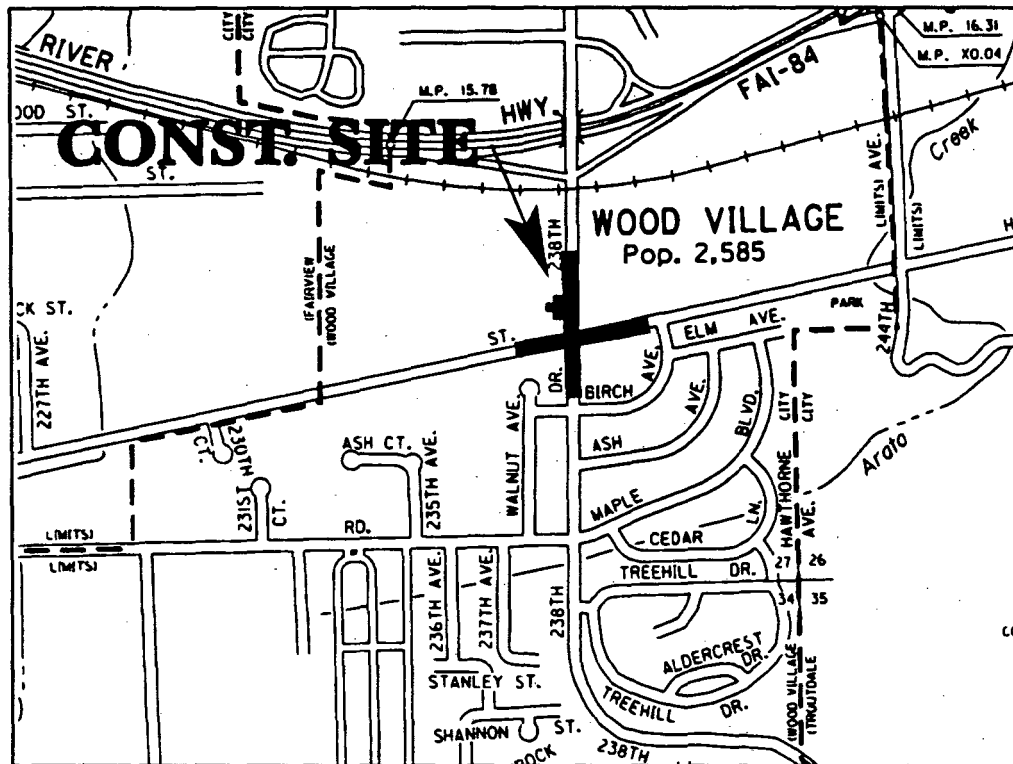 RIVER
CITY
CITY
M.P. 16.31
M.P. X0.04
M.P. 15.78
HWY
FAI-84
OOD ST.
CONST. SITE
ST.
AVE.
LIMITS)
LIMITS)
Creek
WOOD VILLAGE
Pop. 2,585
238TH
(FAIRVIEW
(WOOD VILLAGE
H
CK ST.
227TH AVE.
ST.
DR.
ELM AVE.
PARK
244TH
BIRCH AVE.
AVE.
ASH
BLVD.
WALNUT AVE.
CT.
230TH
ASH CT.
235TH AVE.
231ST
CT.
MAPLE
CITY
CITY
HAWTHORNE
AVE.
Arata
LIMITS)
LIMITS)
RD.
CEDAR
LN.
TREEHILL DR.
27 26
34 35
236TH AVE.
237TH AVE.
238TH
ALDERCREST
DR.
STANLEY ST.
TREEHILL
DR.
(WOOD VILLAGE
(TROUTDALE
SHANNON ST.
ROCK
238TH